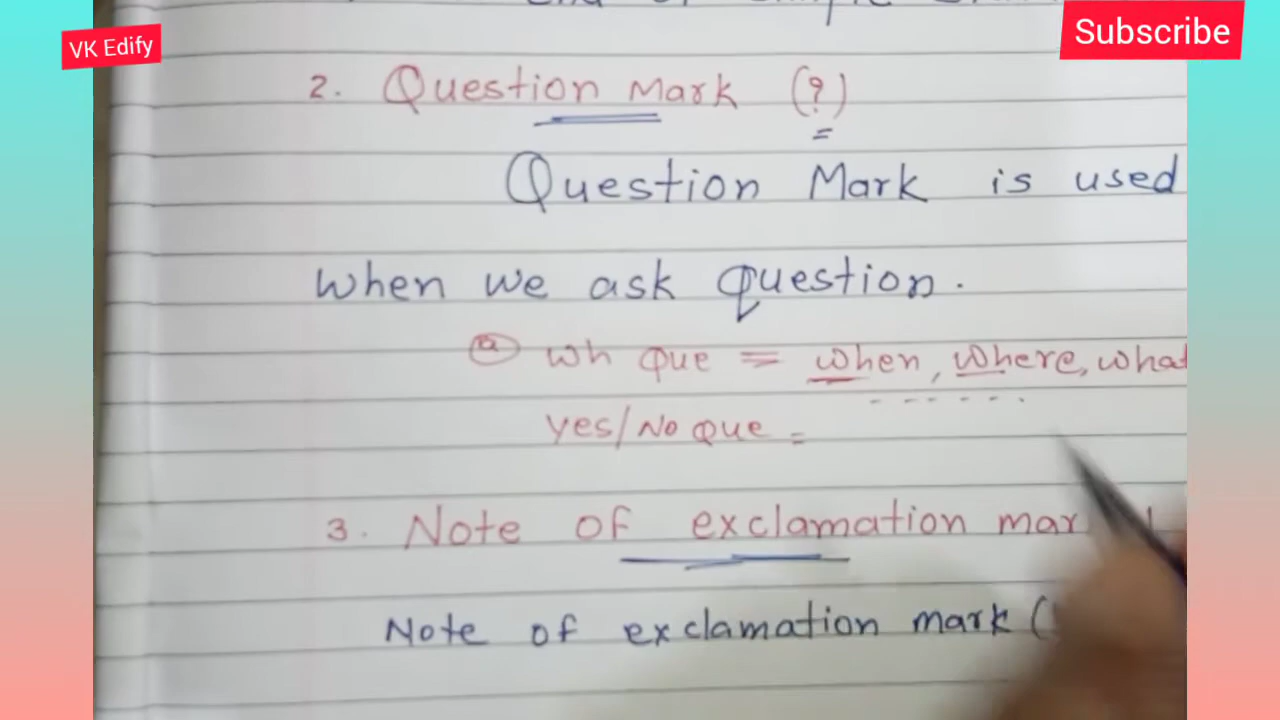 VK Edify
Subscribe
2. Question Mark (?)
Question Mark is used
when we ask question.
a wh que = when, where, what
yes/No que =
3. Note of exclamation mar
Note of exclamation mark (